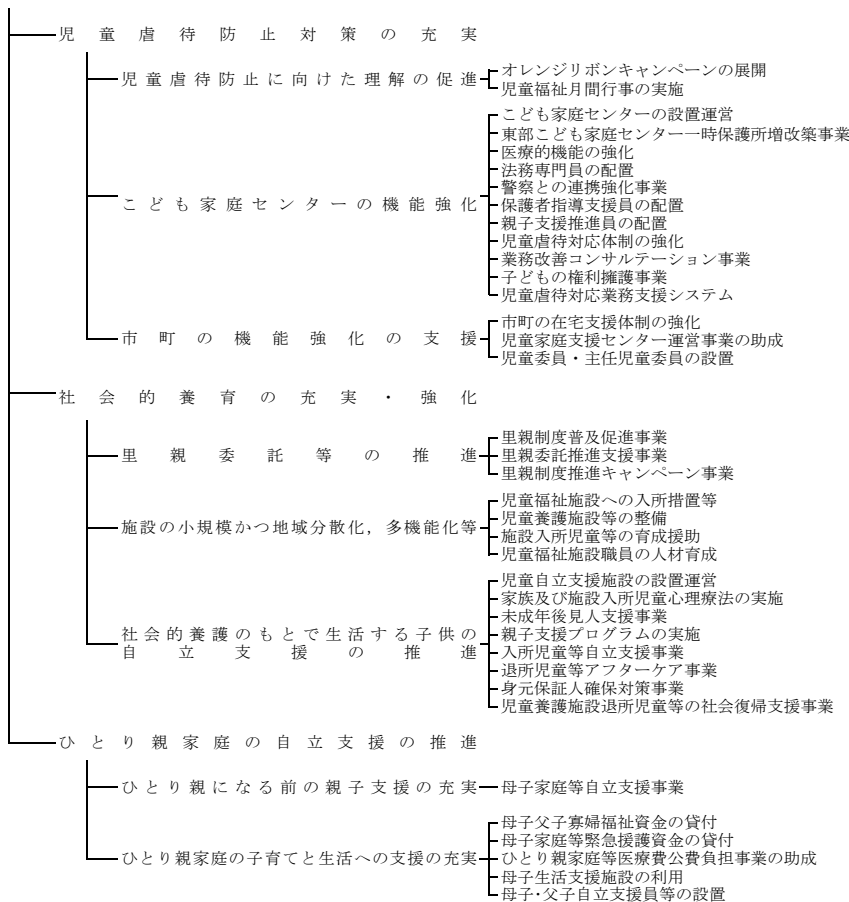 児童虐待防止対策の充実
児童虐待防止に向けた理解の促進
オレンジリボンキャンペーンの展開
児童福祉月間行事の実施
こども家庭センターの機能強化
こども家庭センターの設置運営
東部こども家庭センター一時保護所増改築事業
医療的機能の強化
法務専門員の配置
警察との連携強化事業
保護者指導支援員の配置
親子支援推進員の配置
児童虐待対応体制の強化
業務改善コンサルテーション事業
子どもの権利擁護事業
児童虐待対応業務支援システム
市町の機能強化の支援
市町の在宅支援体制の強化
児童家庭支援センター運営事業の助成
児童委員・主任児童委員の設置
社会的養育の充実・強化
里親委託等の推進
里親制度普及促進事業
里親委託推進支援事業
里親制度推進キャンペーン事業
施設の小規模かつ地域分散化，多機能化等
児童福祉施設への入所措置等
児童養護施設等の整備
施設入所児童等の育成援助
児童福祉施設職員の人材育成
社会的養護のもとで生活する子供の
自立支援の推進
児童自立支援施設の設置運営
家族及び施設入所児童心理療法の実施
未成年後見人支援事業
親子支援プログラムの実施
入所児童等自立支援事業
退所児童等アフターケア事業
身元保証人確保対策事業
児童養護施設退所児童等の社会復帰支援事業
ひとり親家庭の自立支援の推進
ひとり親になる前の親子支援の充実
母子家庭等自立支援事業
ひとり親家庭の子育てと生活への支援の充実
母子父子寡婦福祉資金の貸付
母子家庭等緊急援護資金の貸付
ひとり親家庭等医療費公費負担事業の助成
母子生活支援施設の利用
母子･父子自立支援員等の設置